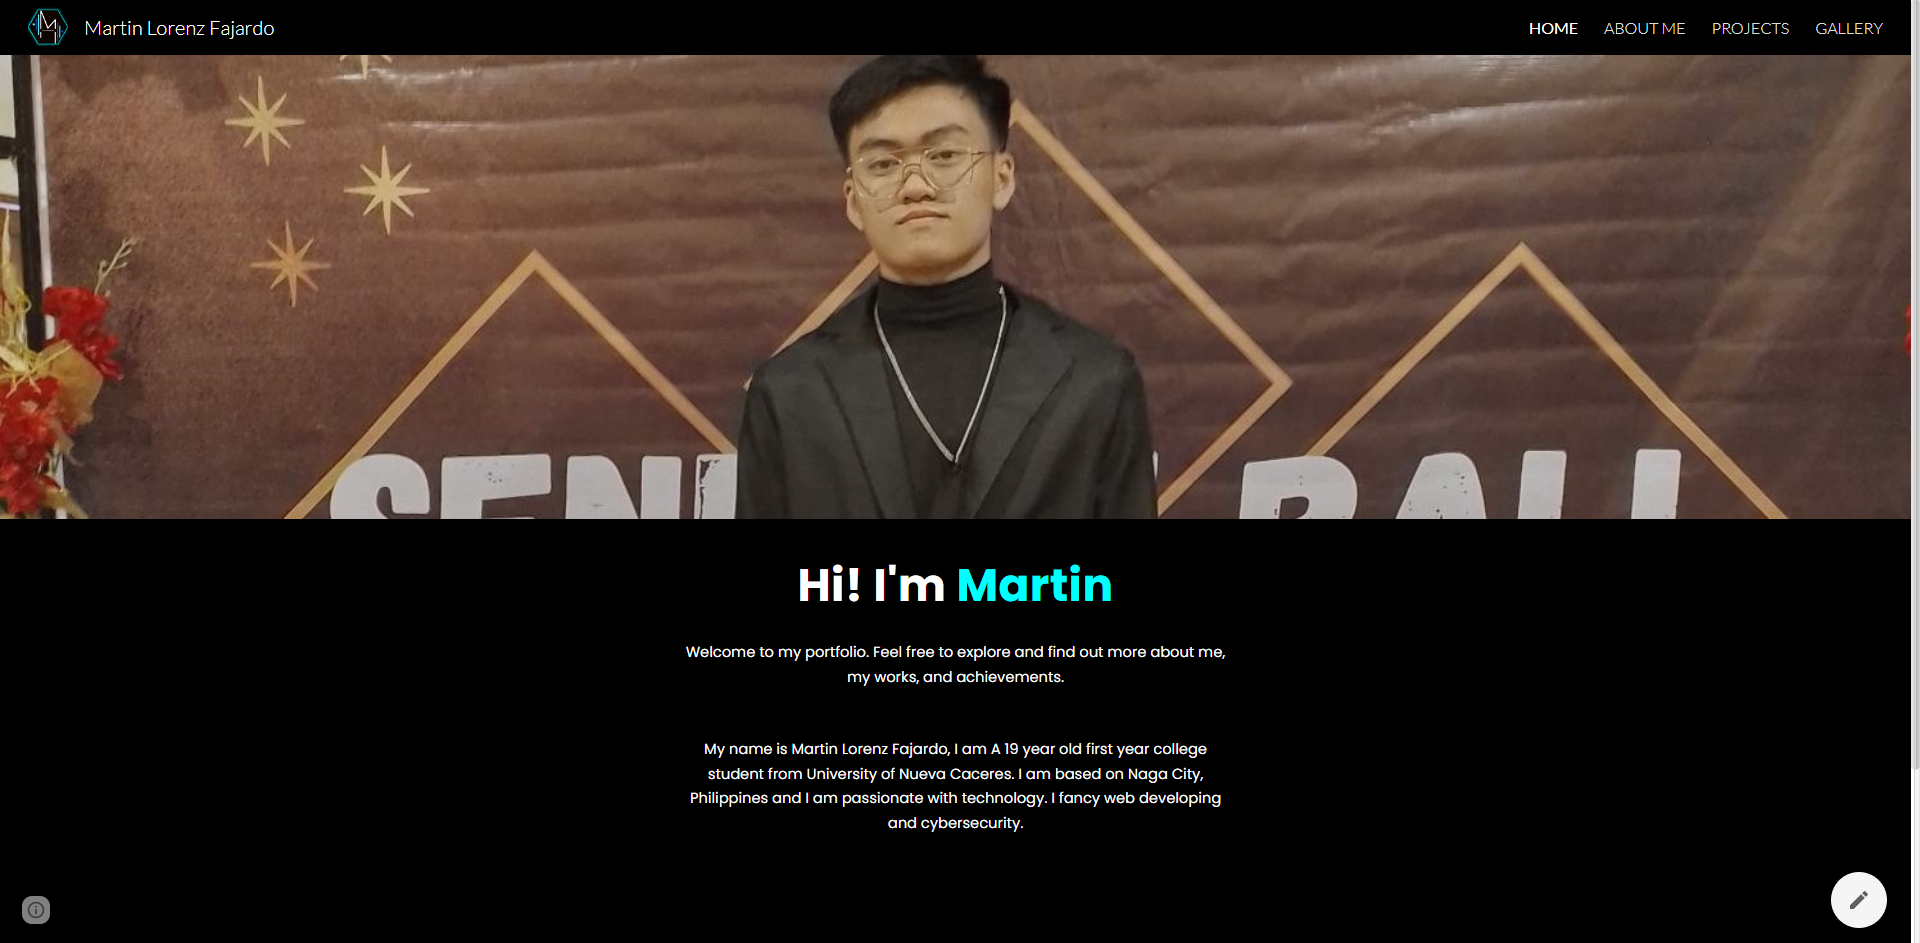 Martin Lorenz Fajardo
HOME ABOUT ME PROJECTS GALLERY
Hi! I'm Martin
Welcome to my portfolio. Feel free to explore and find out more about me,
my works, and achievements.
My name is Martin Lorenz Fajardo, I am A 19 year old first year college
student from University of Nueva Caceres. I am based on Naga City,
Philippines and I am passionate with technology. I fancy web developing
and cybersecurity.